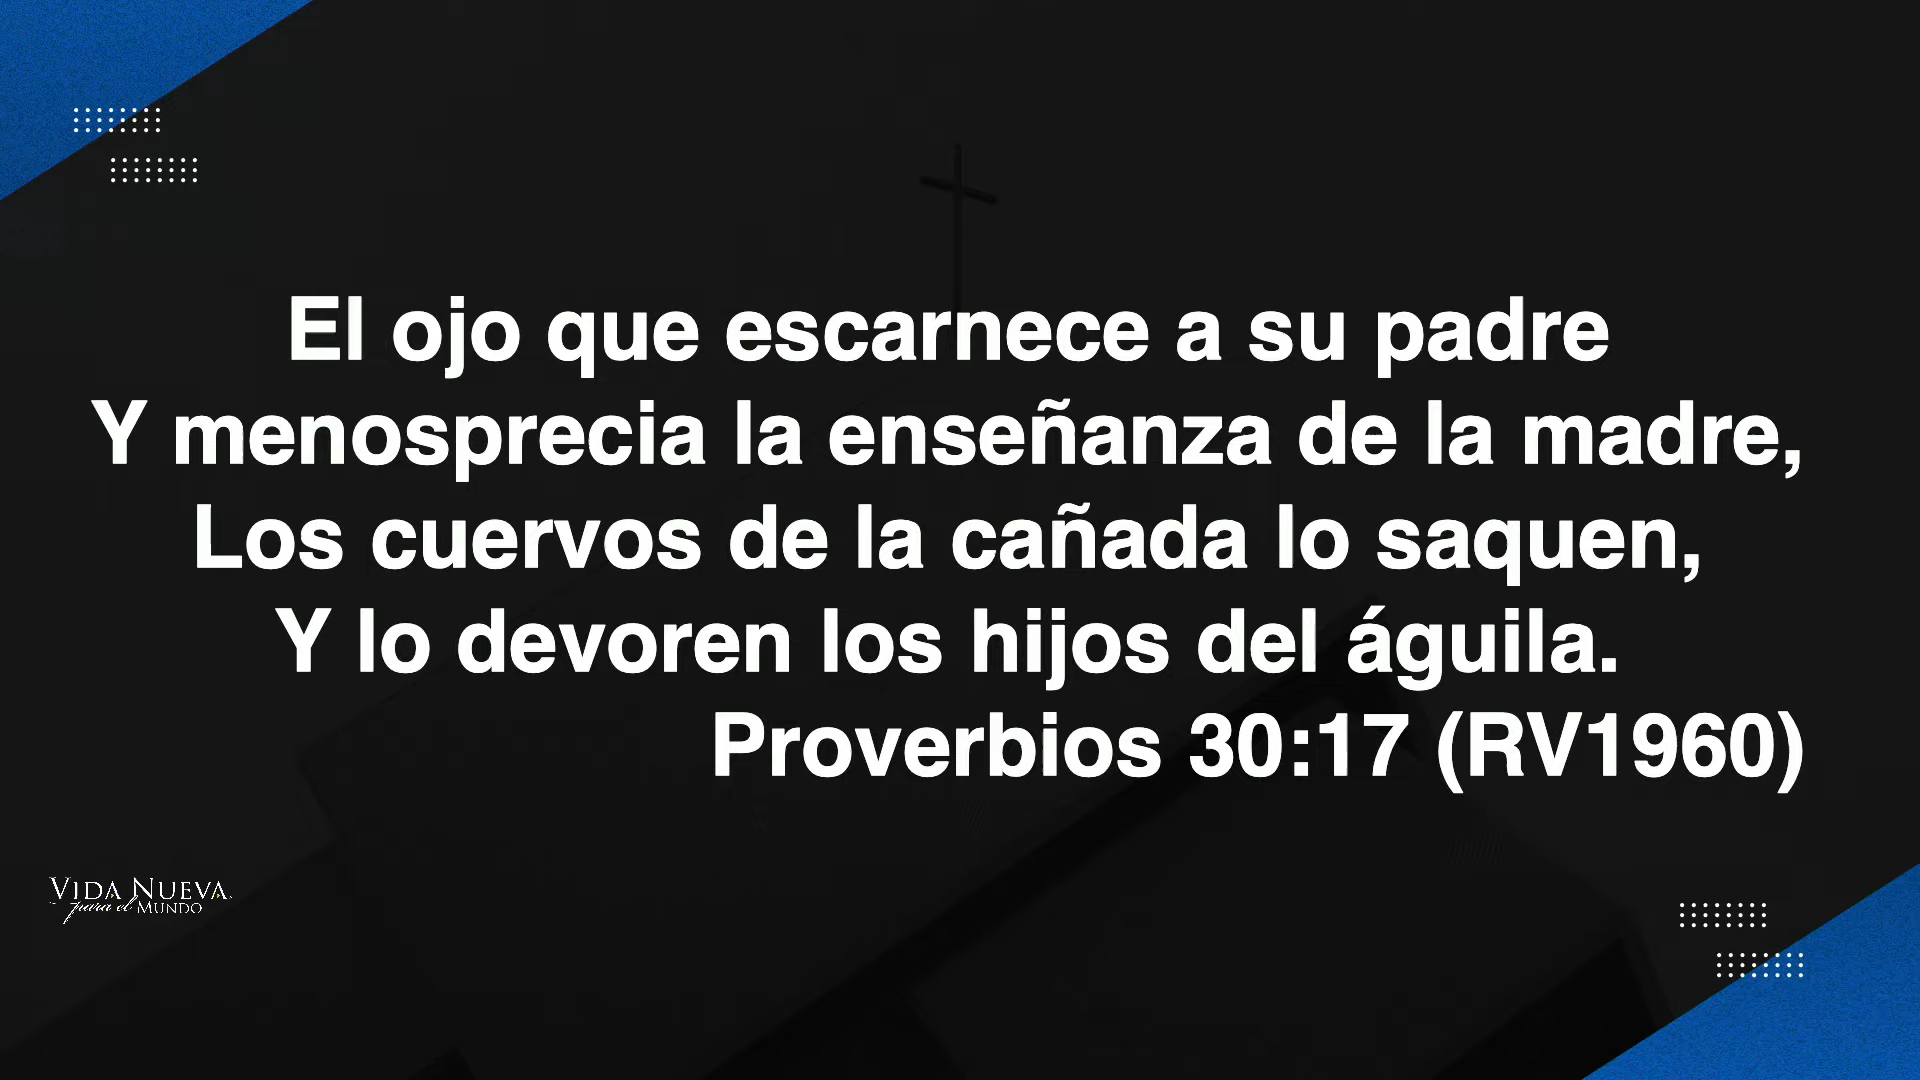 El ojo que escarnece a su padre
Y menosprecia la enseñanza de la madre,
Los cuervos de la cañada lo saquen,
Y lo devoren los hijos del águila.
Proverbios 30:17 (RV1960)
VIDA NUEVA
para el MUNDO